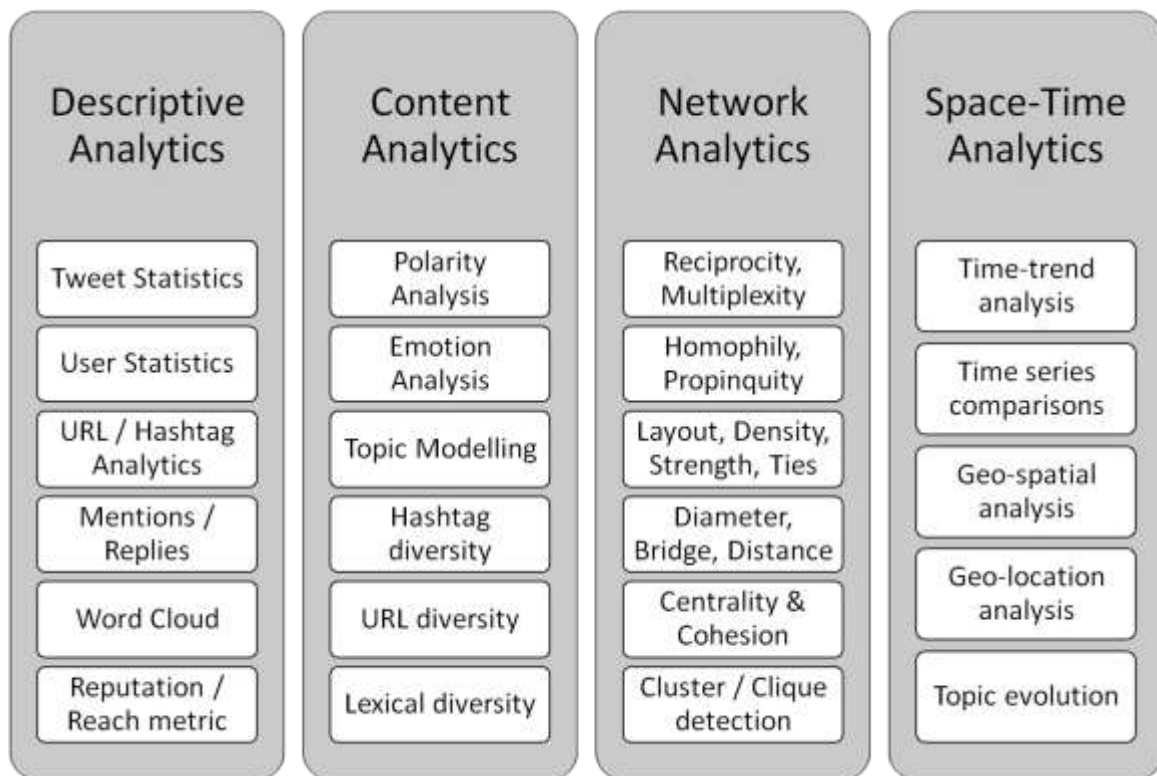 Descriptive
Analytics
Tweet Statistics
User Statistics
URL / Hashtag
Analytics
Mentions /
Replies
Word Cloud
Reputation /
Reach metric
Content
Analytics
Polarity
Analysis
Emotion
Analysis
Topic Modelling
Hashtag
diversity
URL diversity
Lexical diversity
Network
Analytics
Reciprocity,
Multiplexity
Homophily,
Propinquity
Layout, Density,
Strength, Ties
Diameter,
Bridge, Distance
Centrality &
Cohesion
Cluster / Clique
detection
Space-Time
Analytics
Time-trend
analysis
Time series
comparisons
Geo-spatial
analysis
Geo-location
analysis
Topic evolution